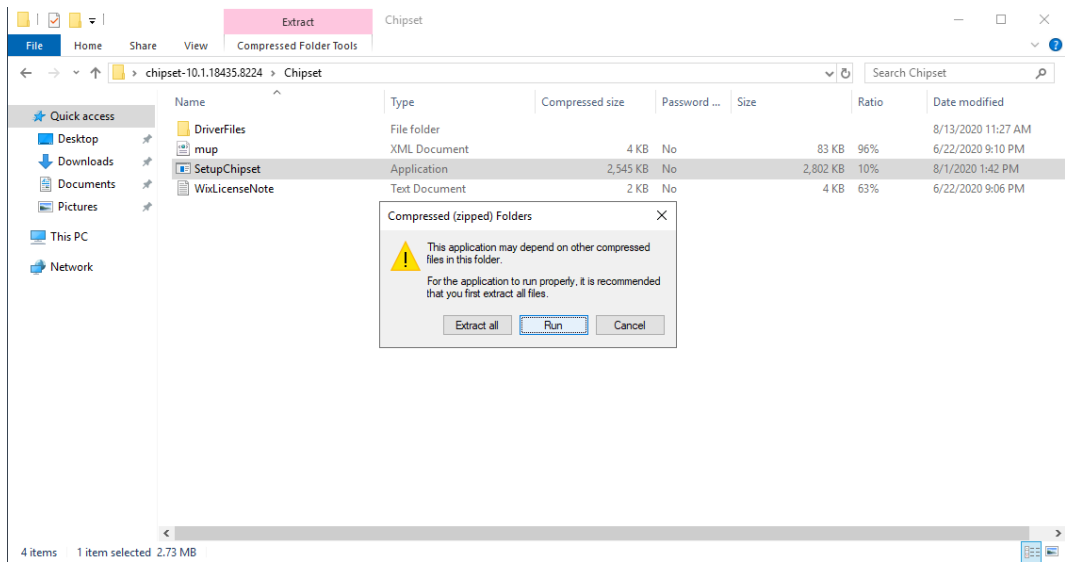 Extract
Chipset
File
Home
Share
View
Compressed Folder Tools
chipset-10.1.18435.8224 > Chipset
Search Chipset
Name Type Compressed size Password ... Size Ratio Date modified
Quick access
Desktop
Downloads
Documents
Pictures
This PC
Network
DriverFiles File folder 8/13/2020 11:27 AM
mup XML Document 4 KB No 83 KB 96% 6/22/2020 9:10 PM
SetupChipset Application 2,545 KB No 2,802 KB 10% 8/1/2020 1:42 PM
WixLicenseNote Text Document 2 KB No 4 KB 63% 6/22/2020 9:06 PM
Compressed (zipped) Folders
This application may depend on other compressed
files in this folder.
For the application to run properly, it is recommended
that you first extract all files.
Extract all
Run
Cancel
4 items
1 item selected 2.73 MB